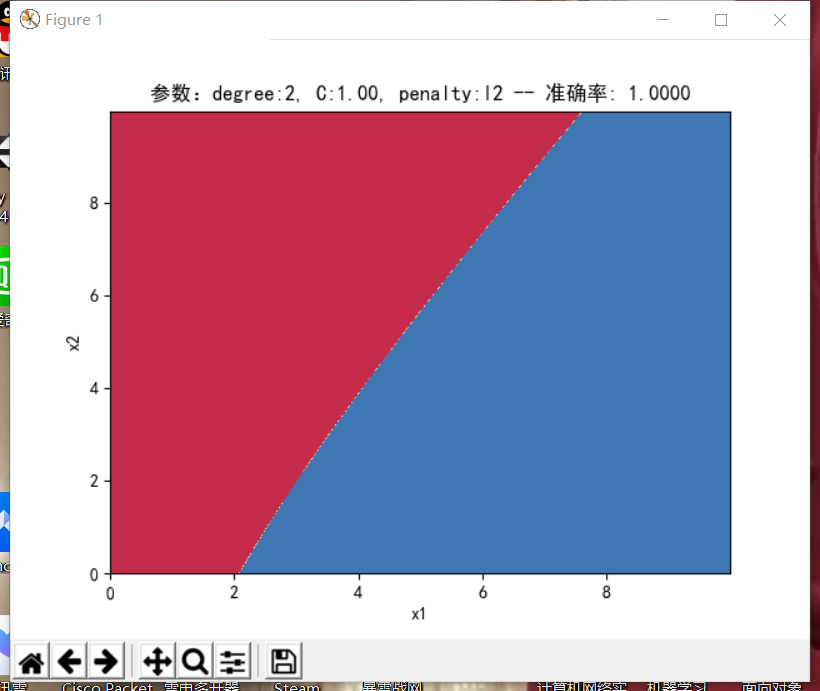 Figure 1
参数: degree:2, C:1.00, penalty:l2 -- 准确率: 1.0000
8
6
x2
4
2
0
0 2 4 6 8
x1
Cisco Packet 雷电多开器 Steam 暴雪战网 计算机网络实 机器学习 面向对象